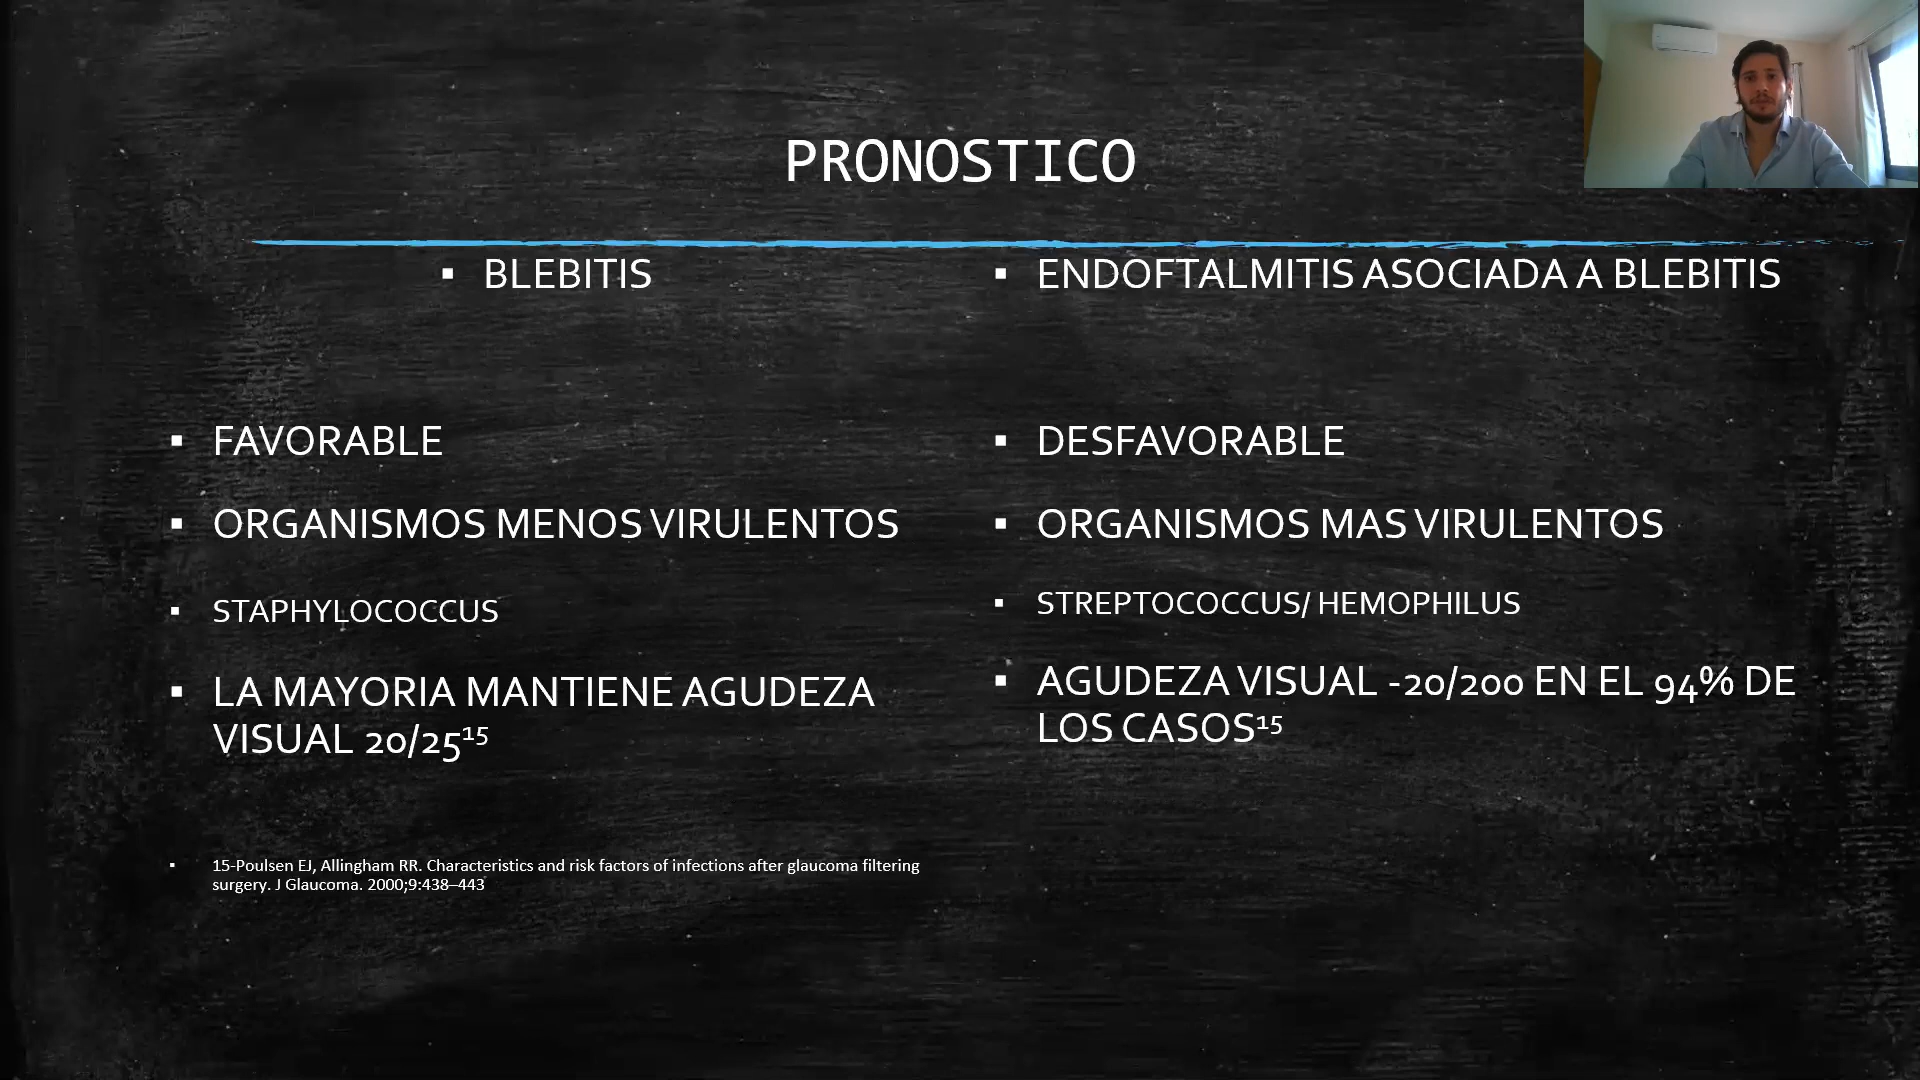 PRONOSTICO
▪ BLEBITIS
▪ FAVORABLE
▪ ORGANISMOS MENOS VIRULENTOS
▪ STAPHYLOCOCCUS
▪ LA MAYORIA MANTIENE AGUDEZA
VISUAL 20/25¹⁵
▪ 15-Poulsen EJ, Allingham RR. Characteristics and risk factors of infections after glaucoma filtering
surgery. J Glaucoma. 2000;9:438–443
▪ ENDOFTALMITIS ASOCIADA A BLEBITIS
▪ DESFAVORABLE
▪ ORGANISMOS MAS VIRULENTOS
▪ STREPTOCOCCUS/ HEMOPHILUS
▪ AGUDEZA VISUAL -20/200 EN EL 94% DE
LOS CASOS¹⁵